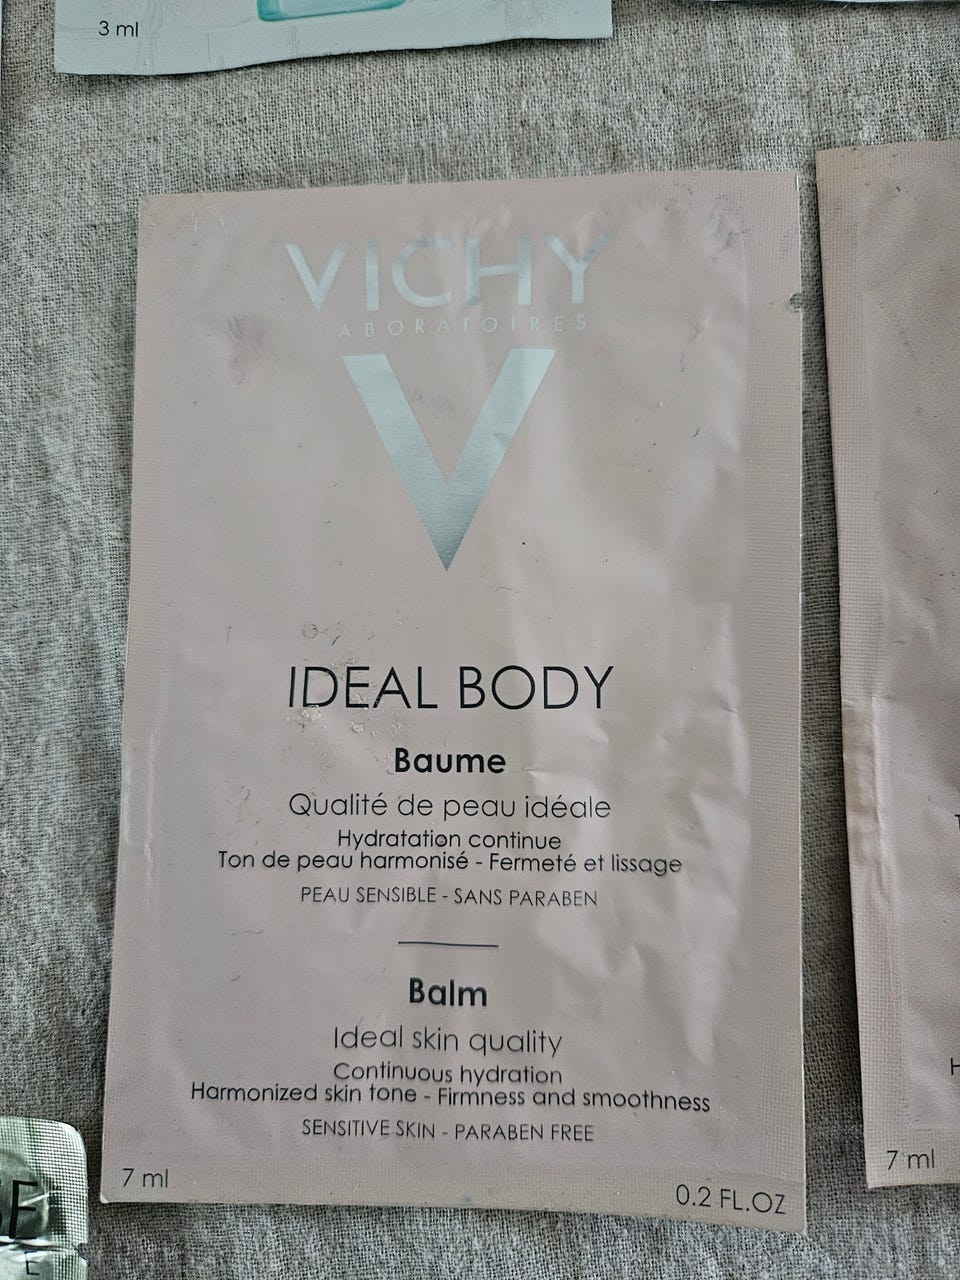 3 ml
VICHY
LABORATOIRES
V
IDEAL BODY
Baume
Qualité de peau idéale
Hydratation continue
Ton de peau harmonisé - Fermeté et lissage
PEAU SENSIBLE - SANS PARABEN
Balm
Ideal skin quality
Continuous hydration
Harmonized skin tone - Firmness and smoothness
SENSITIVE SKIN - PARABEN FREE
7 ml
0.2 FL.OZ
7 ml